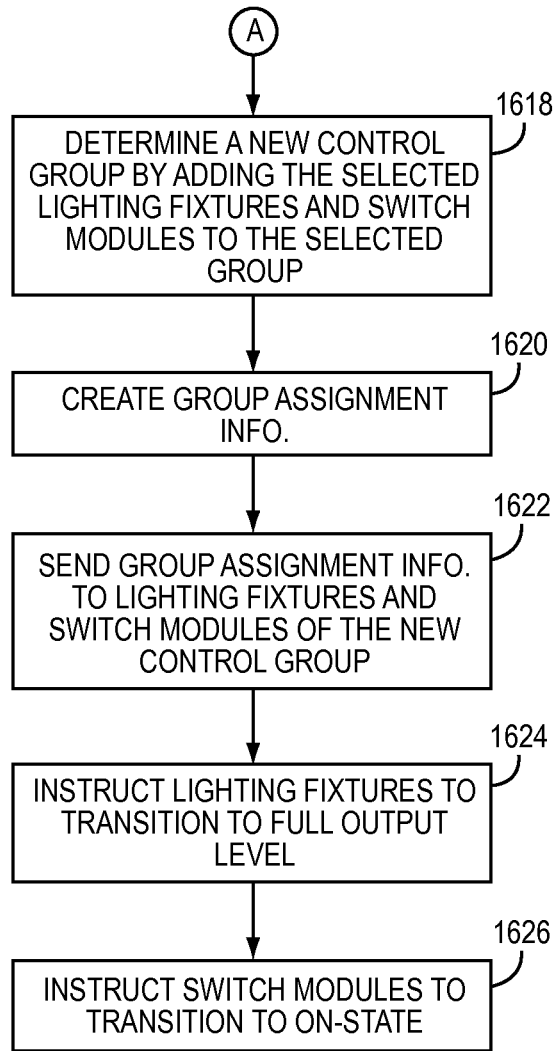 A
1618
DETERMINE A NEW CONTROL
GROUP BY ADDING THE SELECTED
LIGHTING FIXTURES AND SWITCH
MODULES TO THE SELECTED
GROUP
1620
CREATE GROUP ASSIGNMENT
INFO.
1622
SEND GROUP ASSIGNMENT INFO.
TO LIGHTING FIXTURES AND
SWITCH MODULES OF THE NEW
CONTROL GROUP
1624
INSTRUCT LIGHTING FIXTURES TO
TRANSITION TO FULL OUTPUT
LEVEL
1626
INSTRUCT SWITCH MODULES TO
TRANSITION TO ON-STATE